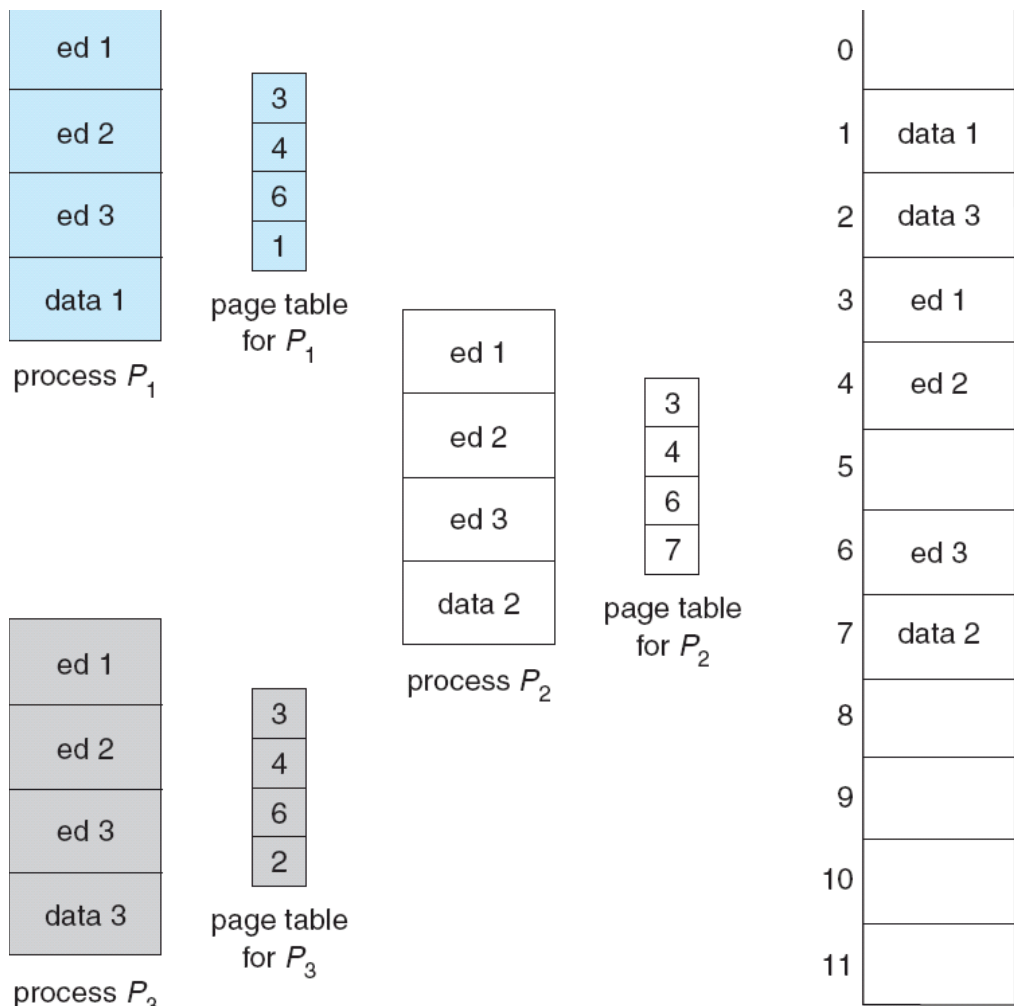 ed 1
ed 2
ed 3
data 1
process P1
3
4
6
1
page table
for P1
ed 1
ed 2
ed 3
data 2
process P2
3
4
6
7
page table
for P2
ed 1
ed 2
ed 3
data 3
process P3
3
4
6
2
page table
for P3
0
1 data 1
2 data 3
3 ed 1
4 ed 2
5
6 ed 3
7 data 2
8
9
10
11